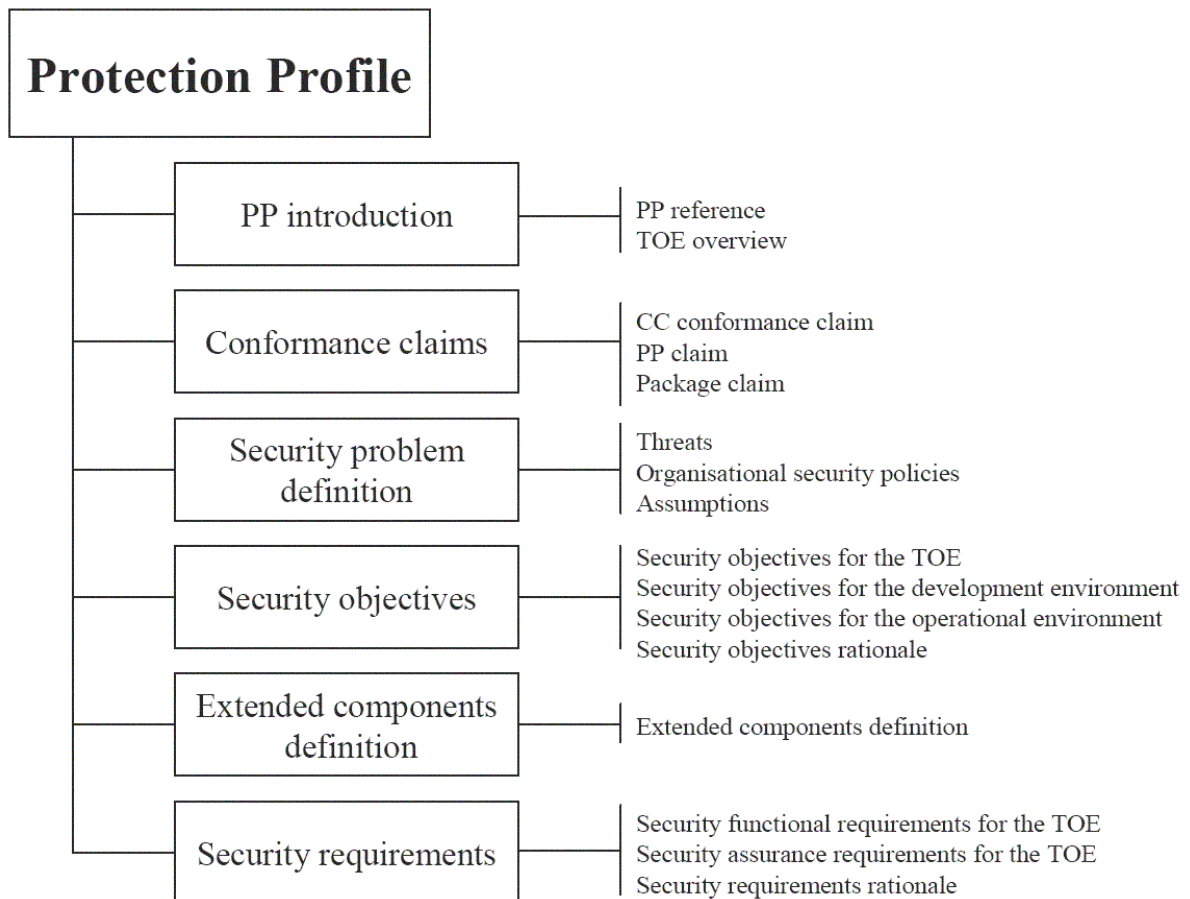 Protection Profile
PP introduction
PP reference
TOE overview
Conformance claims
CC conformance claim
PP claim
Package claim
Security problem
definition
Threats
Organisational security policies
Assumptions
Security objectives
Security objectives for the TOE
Security objectives for the development environment
Security objectives for the operational environment
Security objectives rationale
Extended components
definition
Extended components definition
Security requirements
Security functional requirements for the TOE
Security assurance requirements for the TOE
Security requirements rationale